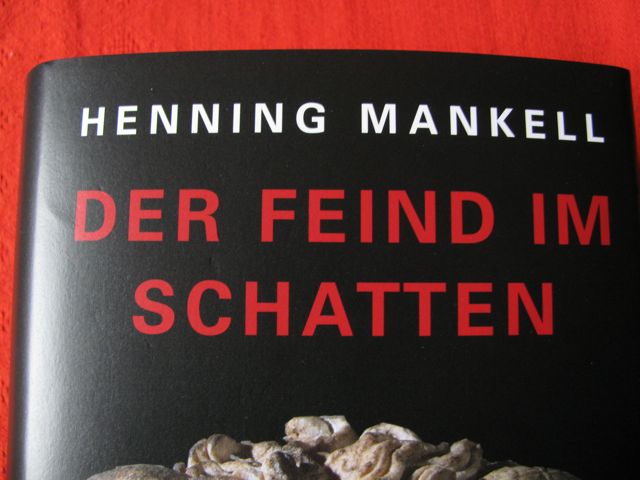 HENNING MANKELL
DER FEIND IM
SCHATTEN